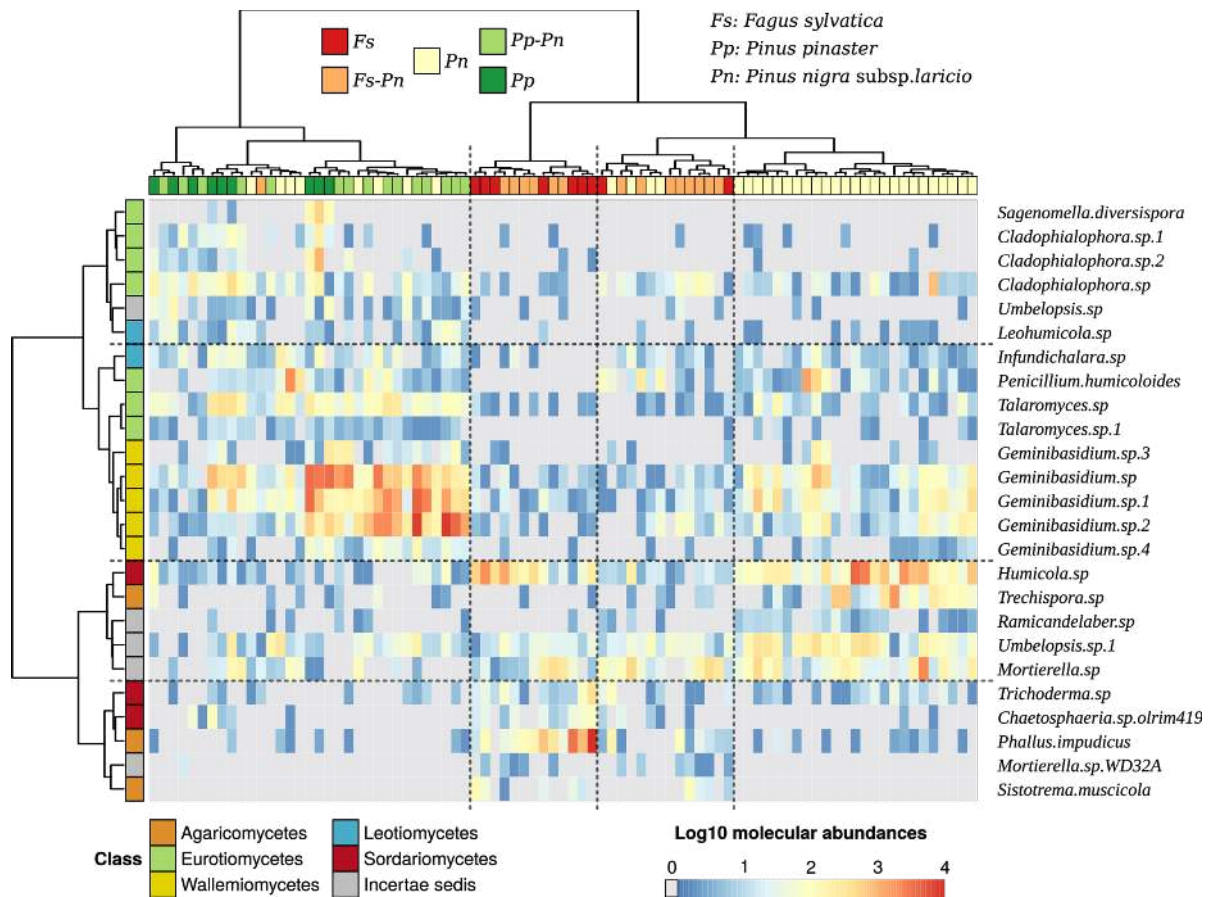 Fs
Fs-Pn
Pn
Pp-Pn
Pp
Fs: Fagus sylvatica
Pp: Pinus pinaster
Pn: Pinus nigra subsp.laricio
Sagenomella.diversispora
Cladophialophora.sp.1
Cladophialophora.sp.2
Cladophialophora.sp
Umbelopsis.sp
Leohumicola.sp
Infundichalara.sp
Penicillium.humicoloides
Talaromyces.sp
Talaromyces.sp.1
Geminibasidium.sp.3
Geminibasidium.sp
Geminibasidium.sp.1
Geminibasidium.sp.2
Geminibasidium.sp.4
Humicola.sp
Trechispora.sp
Ramicandelaber.sp
Umbelopsis.sp.1
Mortierella.sp
Trichoderma.sp
Chaetosphaeria.sp.olrim419
Phallus.impudicus
Mortierella.sp.WD32A
Sistotrema.muscicola
Class
Agaricomycetes
Eurotiomycetes
Wallemiomycetes
Leotiomycetes
Sordariomycetes
Incertae sedis
Log10 molecular abundances
0 1 2 3 4